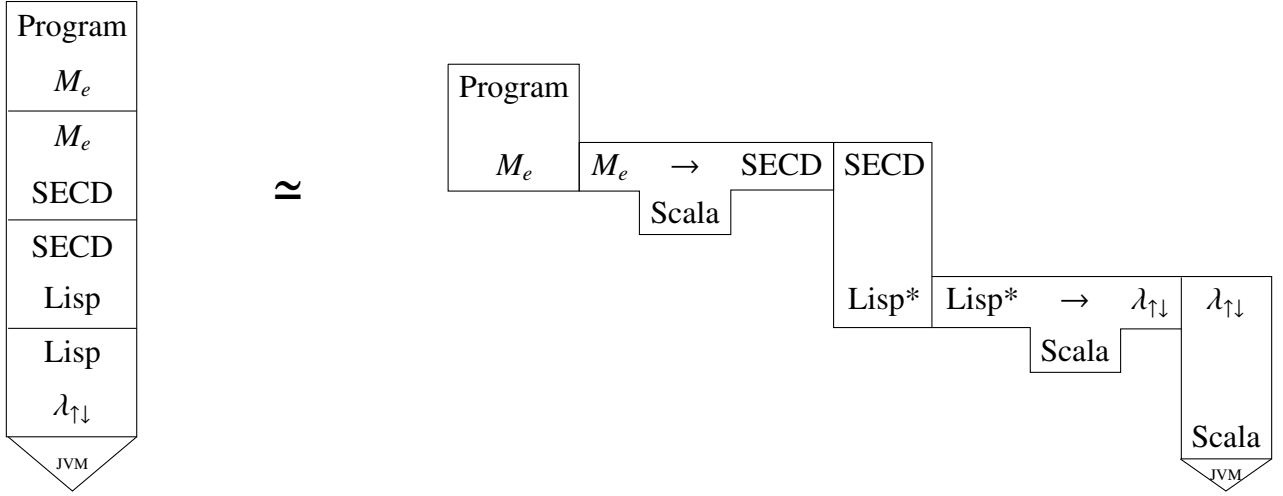 Program
M_e
M_e
SECD
SECD
Lisp
Lisp
λ↑↓
JVM
≃
Program
M_e M_e → SECD SECD
Scala
Lisp* Lisp* → λ↑↓ λ↑↓
Scala
Scala
JVM